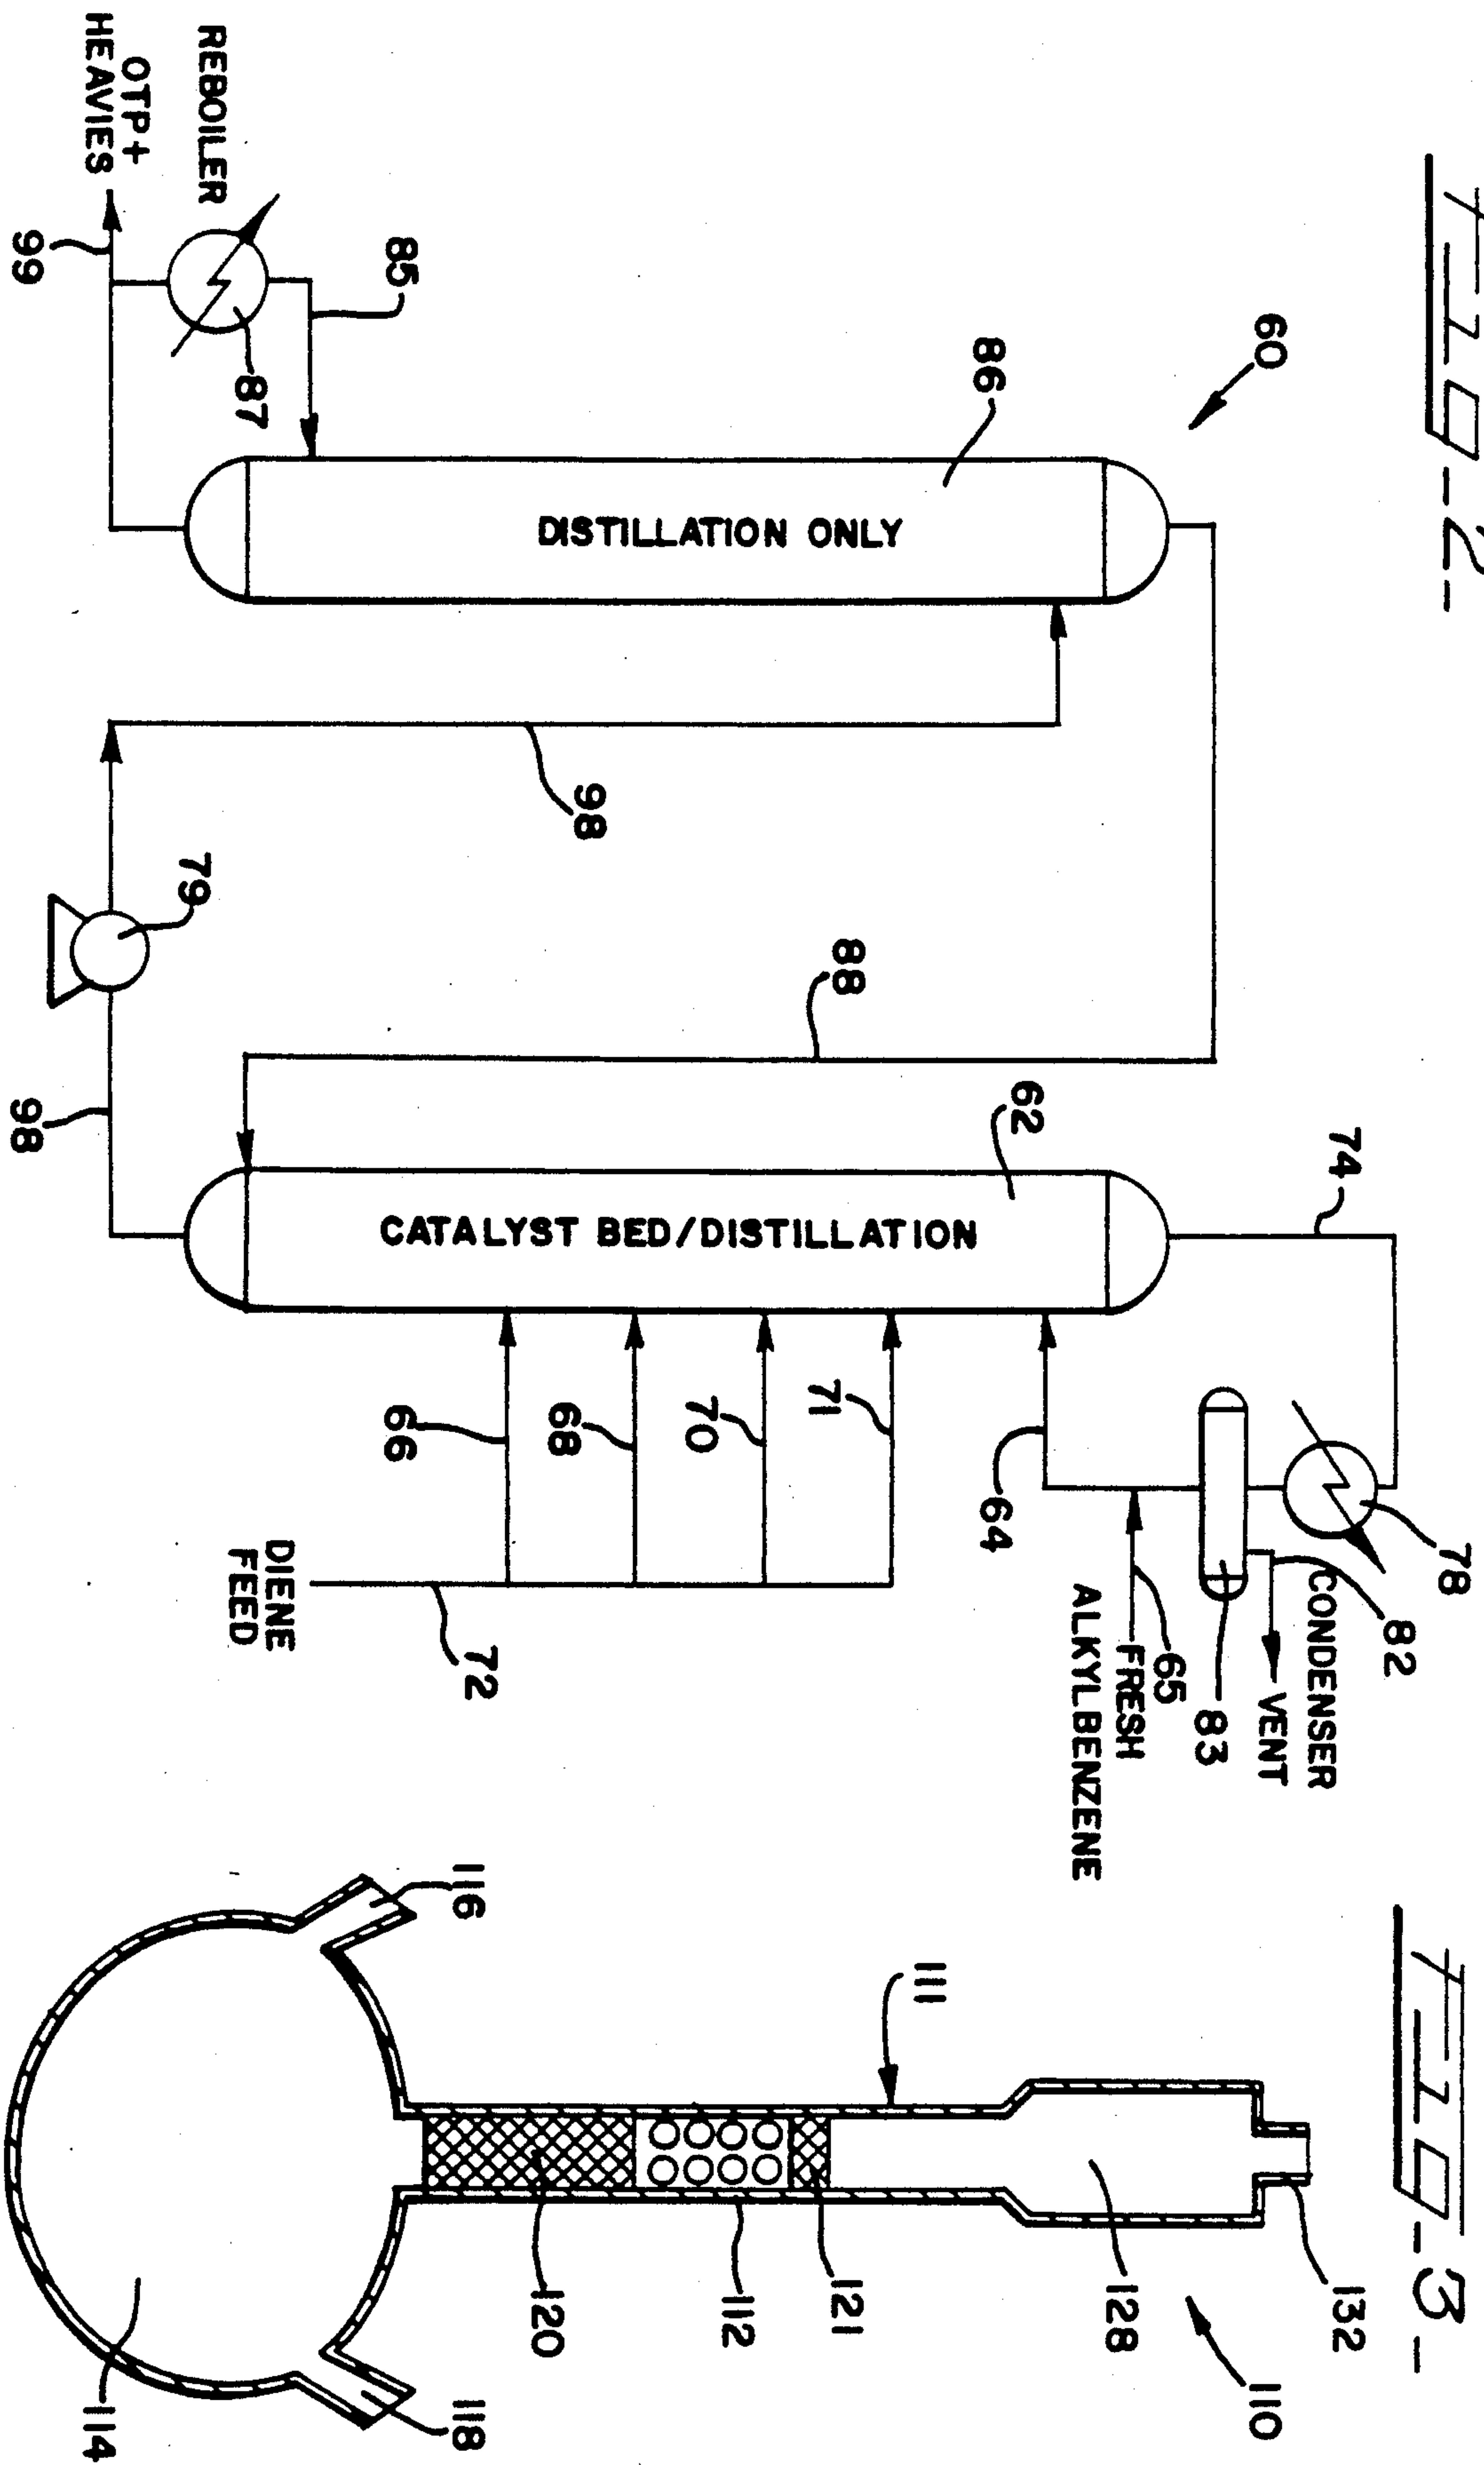 FIG-2-
60
86
DISTILLATION ONLY
85
87
REBOILER
OTP+
HEAVIES
99
98
79
98
88
62
CATALYST BED/DISTILLATION
74
78
CONDENSER
82
VENT
83
65
FRESH
ALKYLBENZENE
64
71
70
68
66
72
DIENE
FEED
FIG-3-
110
132
128
111
121
112
120
116
118
114